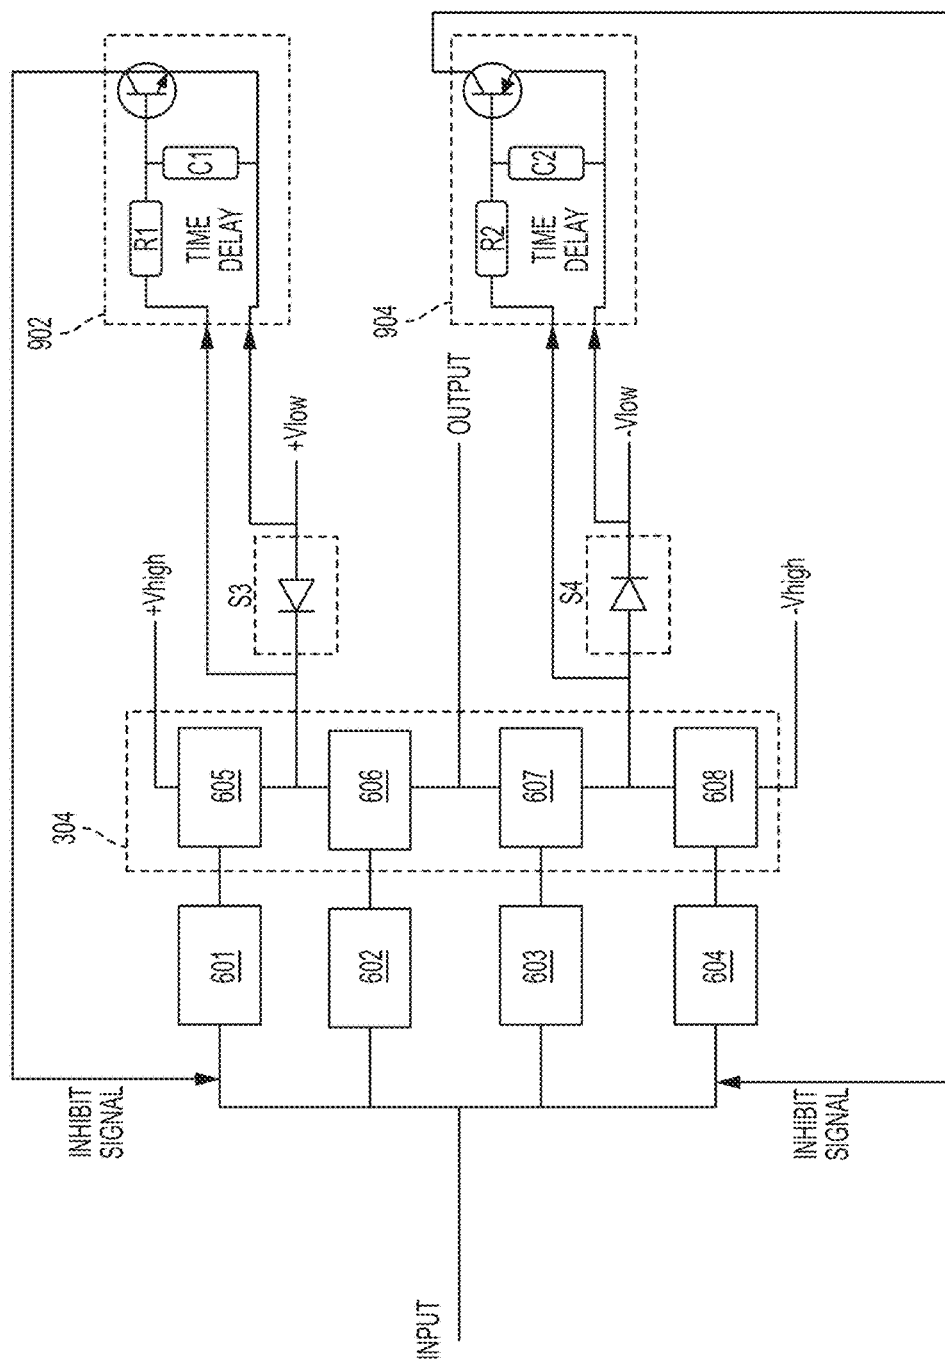 902
R1
TIME
DELAY
C1
904
R2
TIME
DELAY
C2
+Vhigh
S3
+Vlow
OUTPUT
S4
-Vlow
-Vhigh
304
605
606
607
608
601
602
603
604
INHIBIT
SIGNAL
INHIBIT
SIGNAL
INPUT